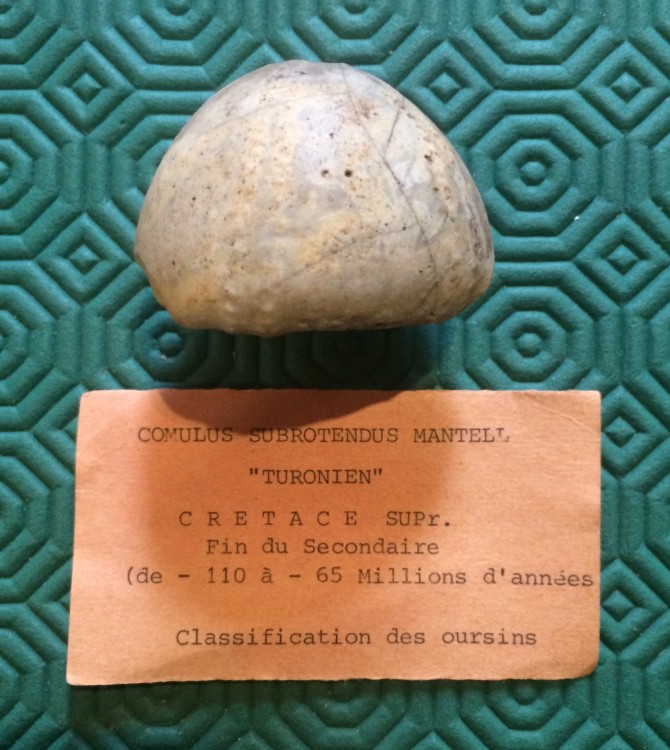 COMULUS SUBROTENDUS MANTELL
"TURONIEN"
C R E T A C E SUPr.
Fin du Secondaire
(de - 110 à - 65 Millions d'années
Classification des oursins